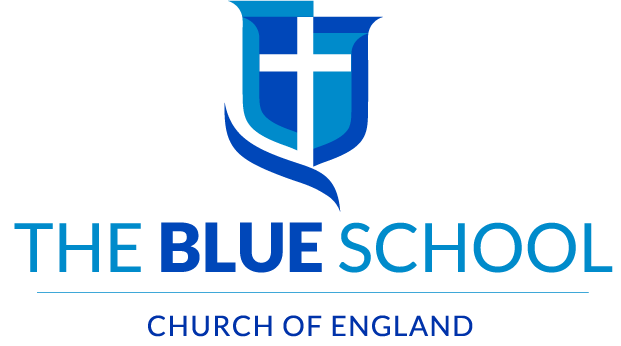 THE BLUE SCHOOL
CHURCH OF ENGLAND